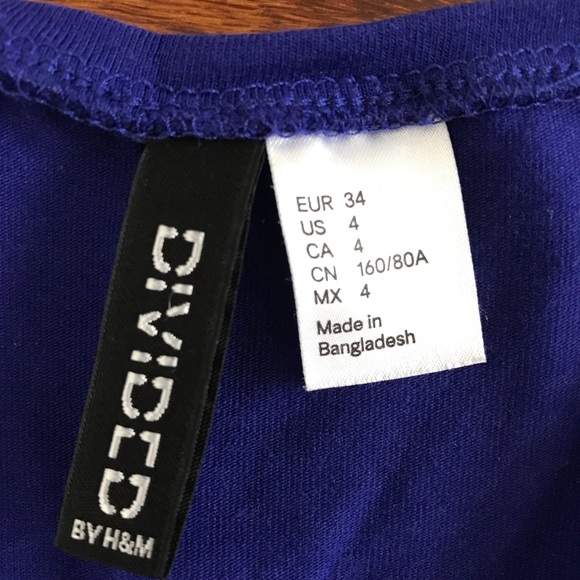 DIVIDED
BY H&M
EUR 34
US 4
CA 4
CN 160/80A
MX 4
Made in
Bangladesh